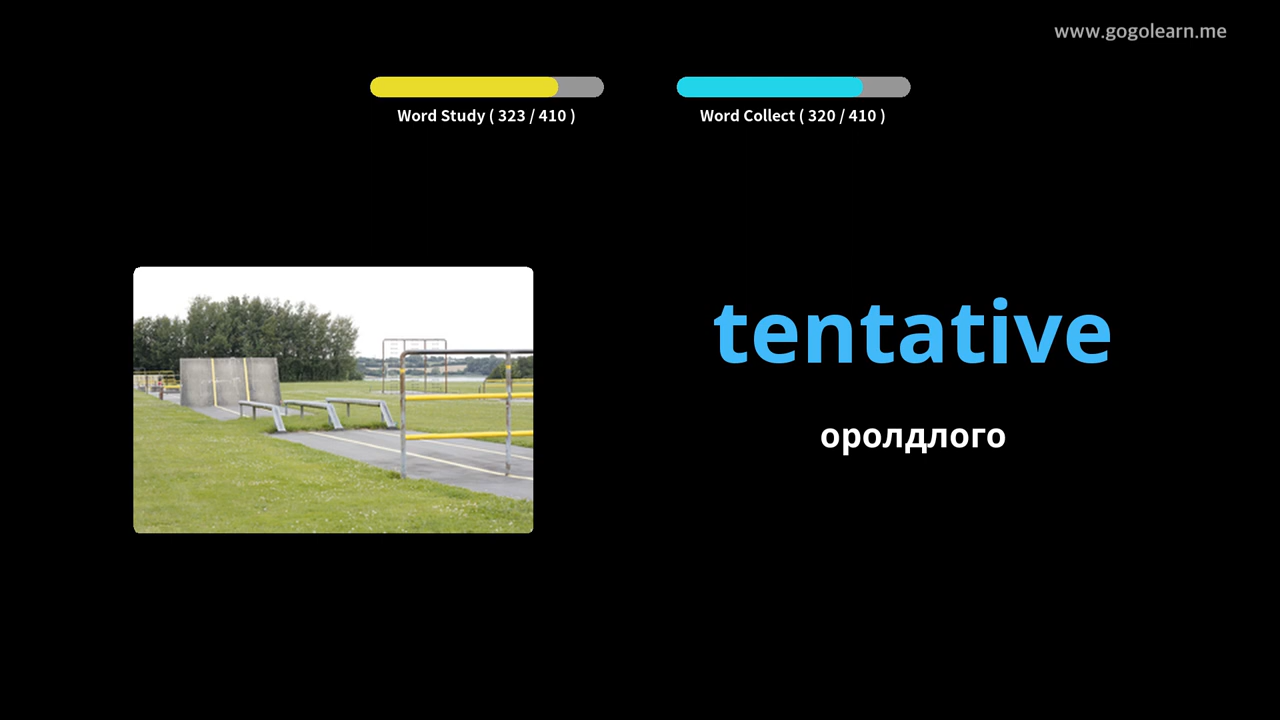 www.gogolearn.me
Word Study ( 323 / 410 )
Word Collect ( 320 / 410 )
tentative
оролдлого